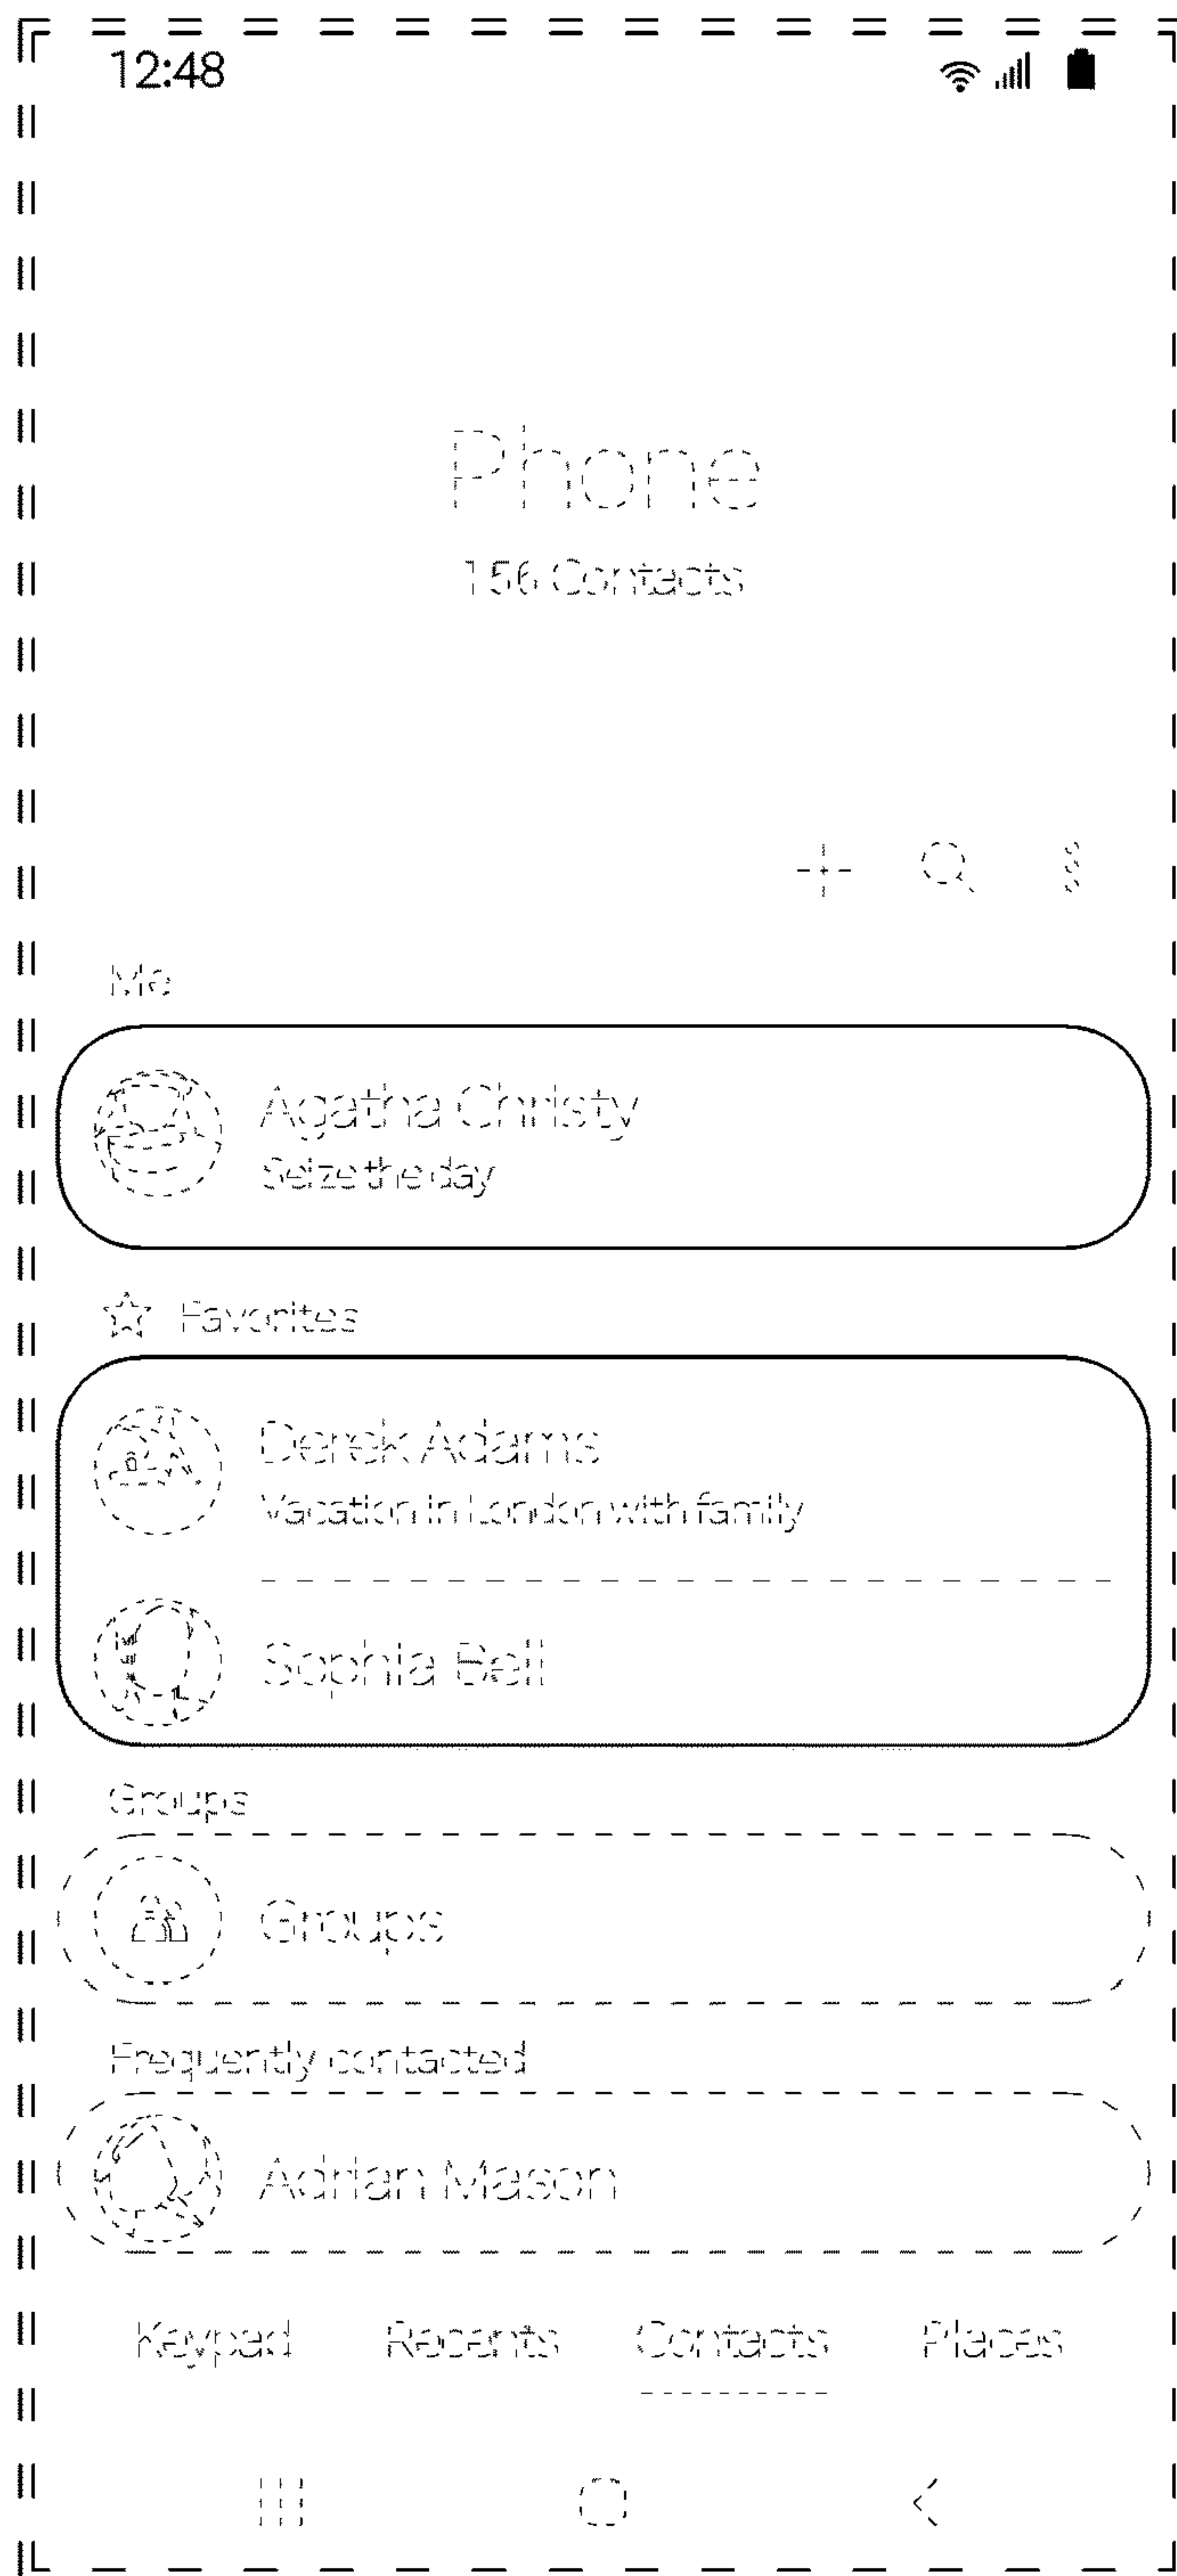 12:48
Phone
156 Contacts
Me
Agatha Christy
Seize the day
Favorites
Derek Adams
Vacation in London with family
Sophia Bell
Groups
Groups
Frequently contacted
Adrian Mason
Keypad Recents Contacts Places